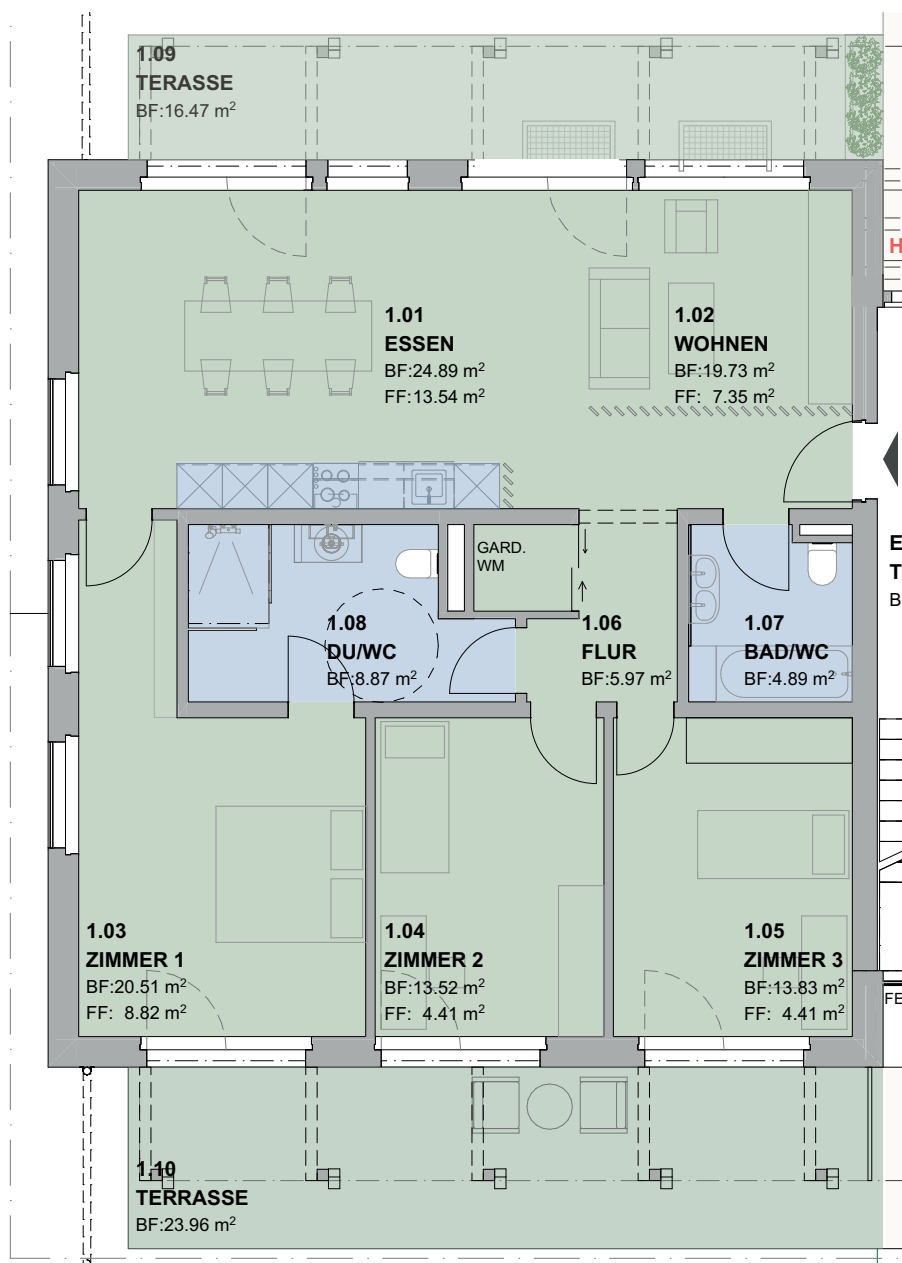 1.09
TERASSE
BF:16.47 m²
H
1.01
ESSEN
BF:24.89 m²
FF:13.54 m²
1.02
WOHNEN
BF:19.73 m²
FF: 7.35 m²
GARD.
WM
E
T
B
1.08
DU/WC
BF:8.87 m²
1.06
FLUR
BF:5.97 m²
1.07
BAD/WC
BF:4.89 m²
1.03
ZIMMER 1
BF:20.51 m²
FF: 8.82 m²
1.04
ZIMMER 2
BF:13.52 m²
FF: 4.41 m²
1.05
ZIMMER 3
BF:13.83 m²
FF: 4.41 m²
FE
1.10
TERRASSE
BF:23.96 m²